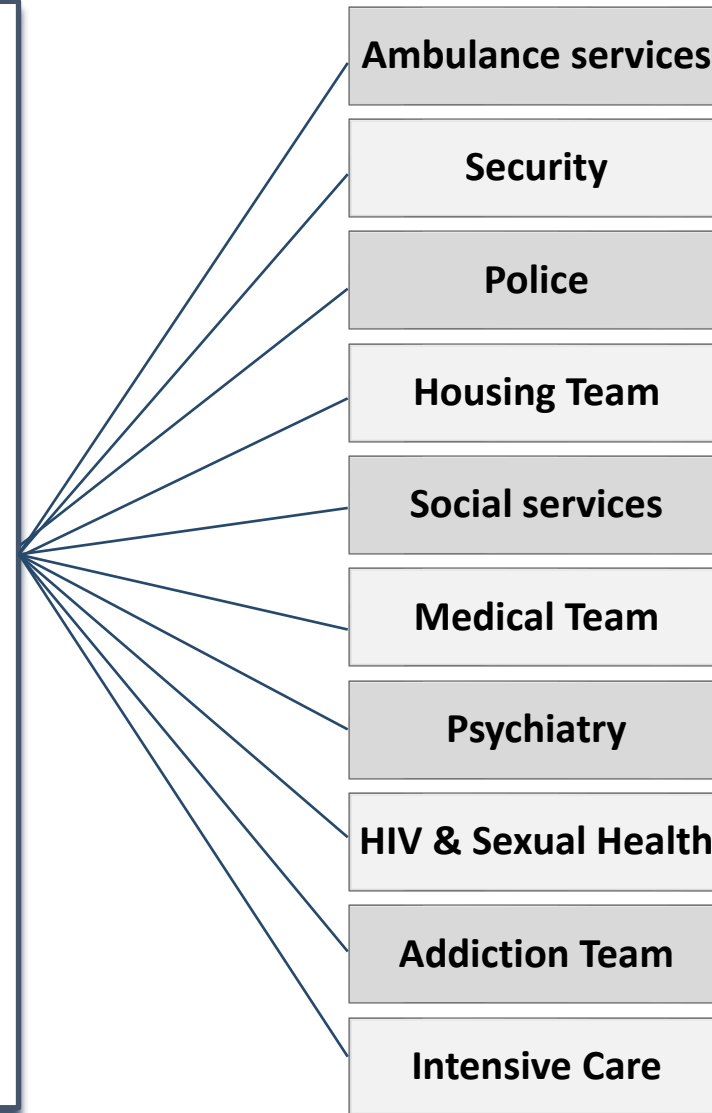 Ambulance services
Security
Police
Housing Team
Social services
Medical Team
Psychiatry
HIV & Sexual Health
Addiction Team
Intensive Care